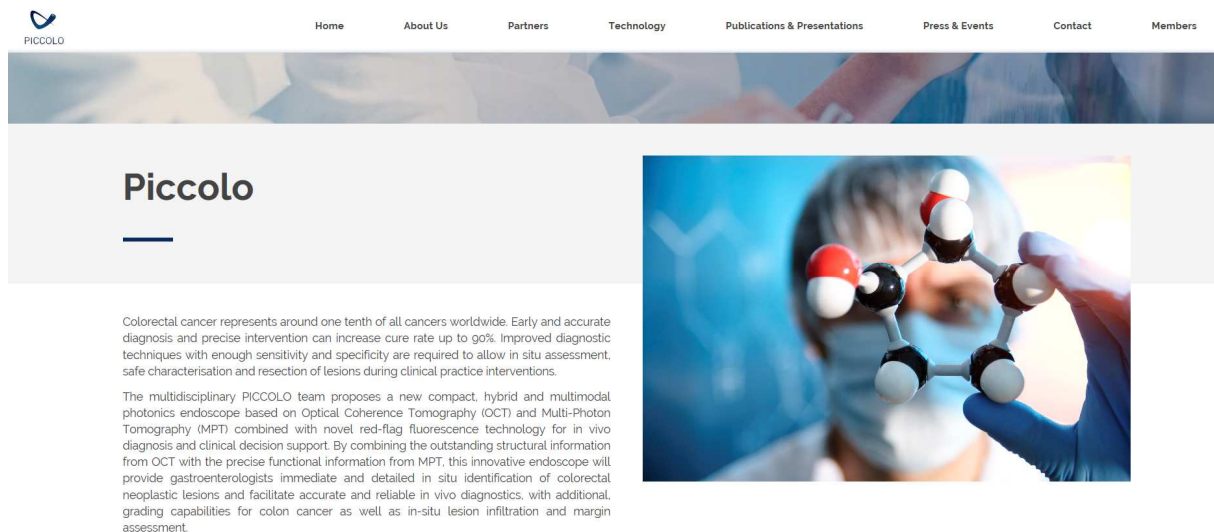 PICCOLO
Home About Us Partners Technology Publications & Presentations Press & Events Contact Members
Piccolo
Colorectal cancer represents around one tenth of all cancers worldwide. Early and accurate
diagnosis and precise intervention can increase cure rate up to 90%. Improved diagnostic
techniques with enough sensitivity and specificity are required to allow in situ assessment,
safe characterisation and resection of lesions during clinical practice interventions.
The multidisciplinary PICCOLO team proposes a new compact, hybrid and multimodal
photonics endoscope based on Optical Coherence Tomography (OCT) and Multi-Photon
Tomography (MPT) combined with novel red-flag fluorescence technology for in vivo
diagnosis and clinical decision support. By combining the outstanding structural information
from OCT with the precise functional information from MPT, this innovative endoscope will
provide gastroenterologists immediate and detailed in situ identification of colorectal
neoplastic lesions and facilitate accurate and reliable in vivo diagnostics, with additional,
grading capabilities for colon cancer as well as in-situ lesion infiltration and margin
assessment.